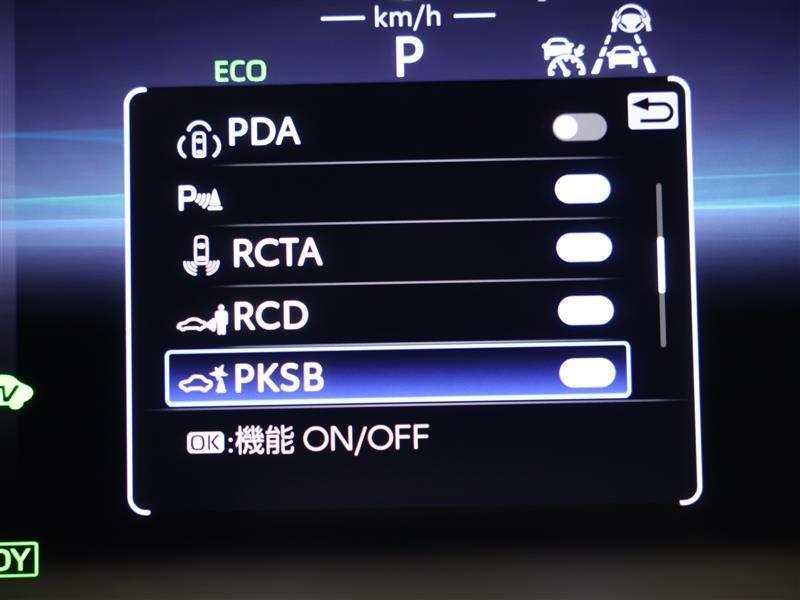 km/h
P
ECO
PDA
P
RCTA
RCD
PKSB
OK:機能 ON/OFF
V
DY